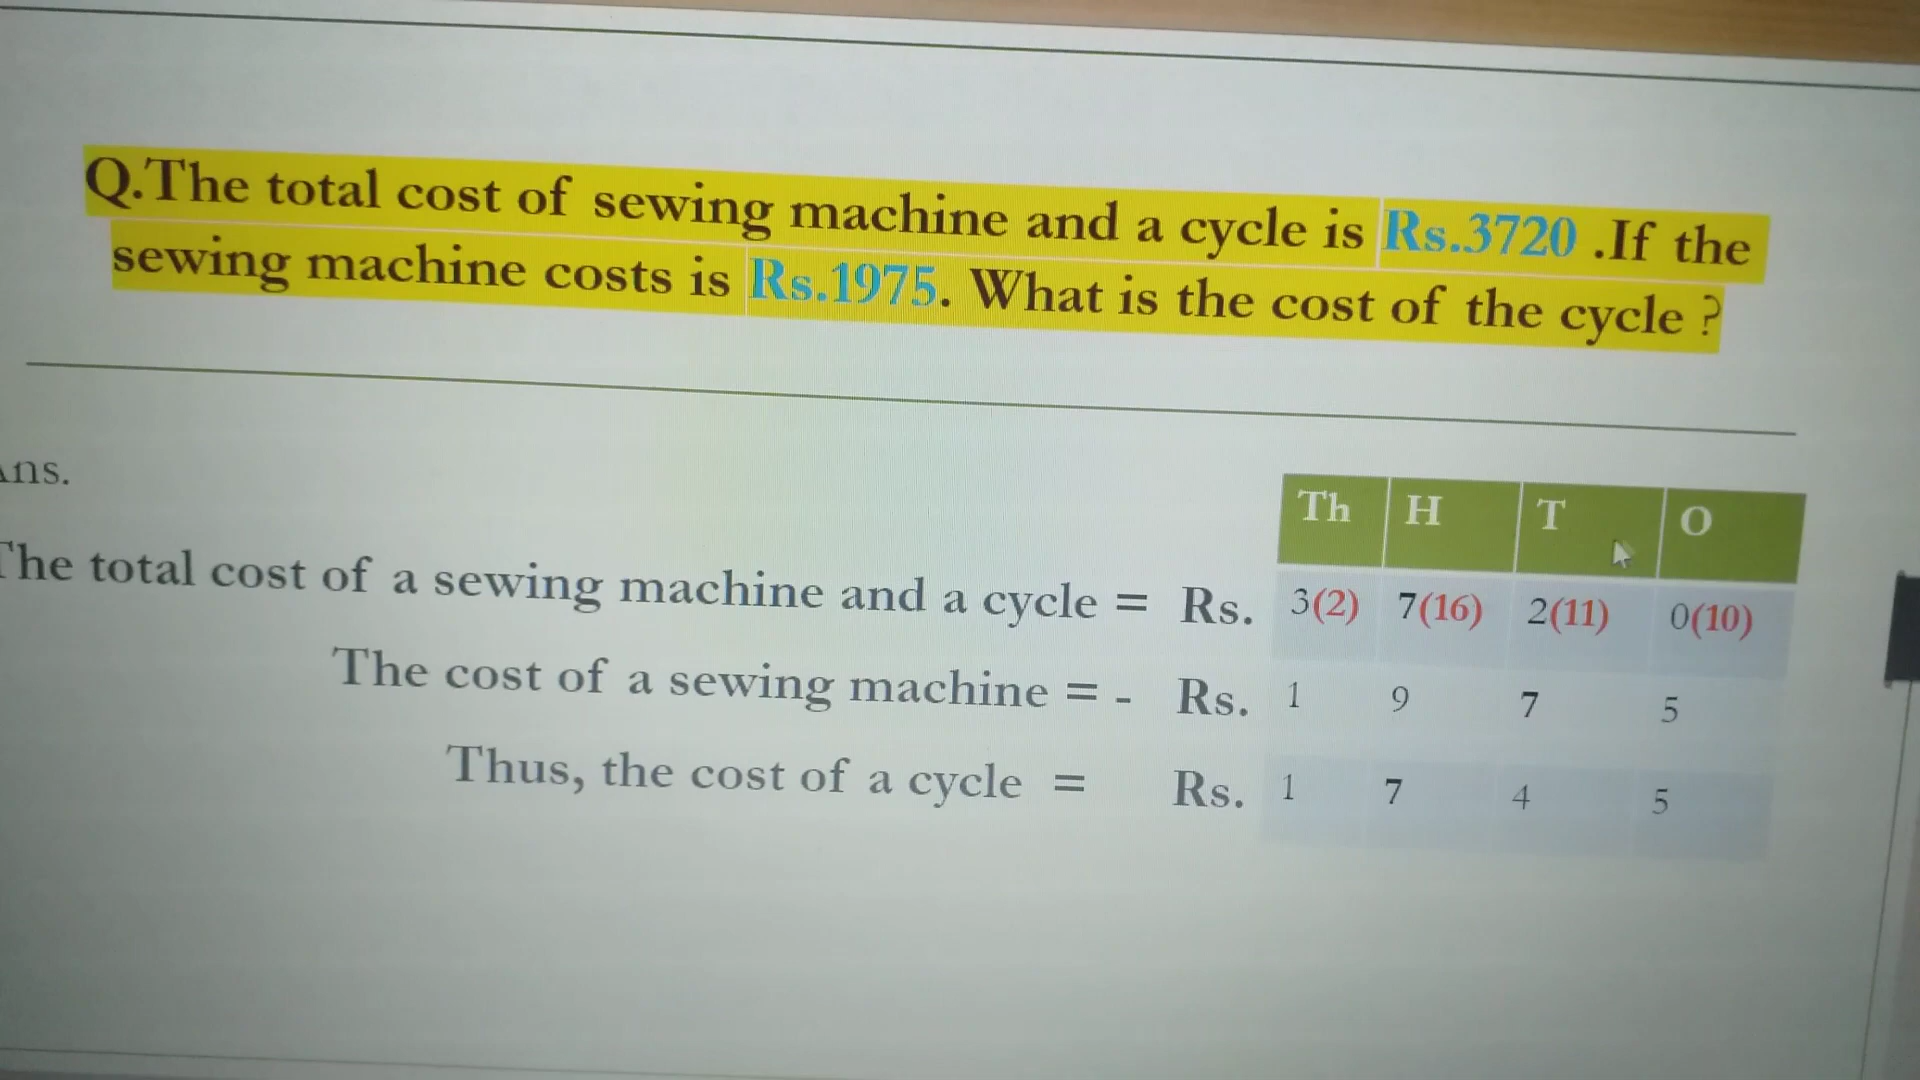 Q.The total cost of sewing machine and a cycle is Rs.3720 .If the
sewing machine costs is Rs.1975. What is the cost of the cycle ?
Ans.
Th H T O
The total cost of a sewing machine and a cycle = Rs. 3(2) 7(16) 2(11) 0(10)
The cost of a sewing machine = - Rs. 1 9 7 5
Thus, the cost of a cycle = Rs. 1 7 4 5